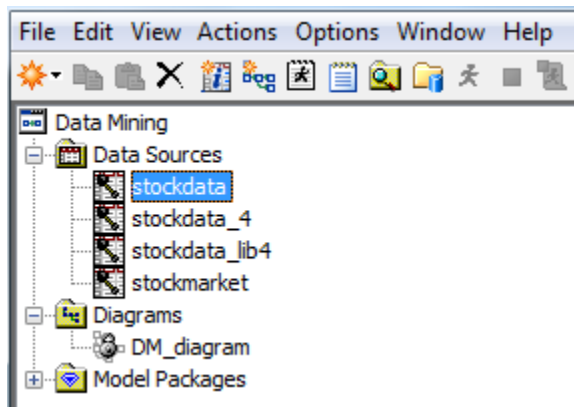 File Edit View Actions Options Window Help
Data Mining
Data Sources
stockdata
stockdata_4
stockdata_lib4
stockmarket
Diagrams
DM_diagram
Model Packages